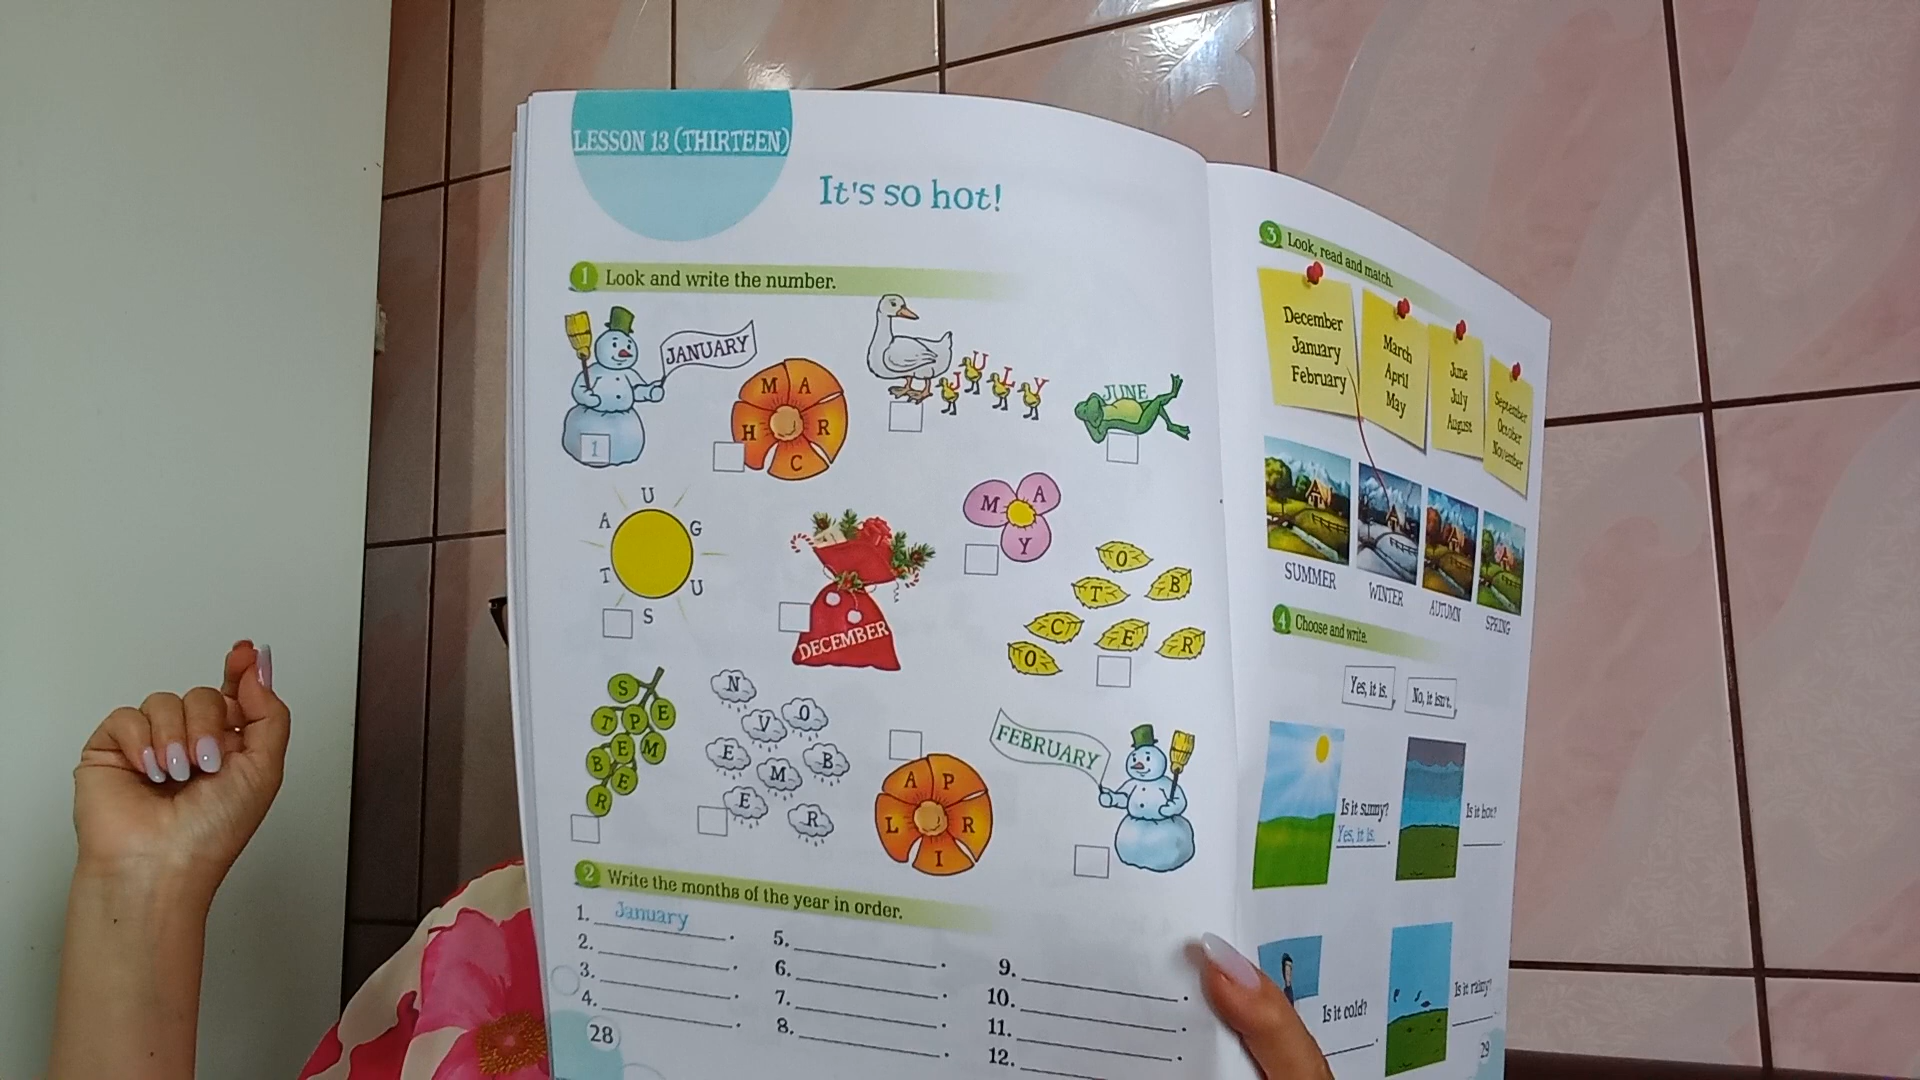 LESSON 13 (THIRTEEN)
It's so hot!
1 Look and write the number.
JANUARY
1
M A R C H
J U L Y
JUNE
A U G U S T
DECEMBER
M A Y
O C T O B E R
S E P T E M B E R
N O V E M B E R
A P R I L
FEBRUARY
2 Write the months of the year in order.
1. January .
2. .
3. .
4. .
5. .
6. .
7. .
8. .
9. .
10. .
11. .
12.
28
3 Look, read and match.
December
January
February
March
April
May
June
July
August
September
October
November
SUMMER
WINTER
AUTUMN
SPRING
4 Choose and write.
Yes, it is.
No, it isn't.
Is it sunny?
Yes, it is.
Is it hot?
Is it cold?
Is it rainy?
29